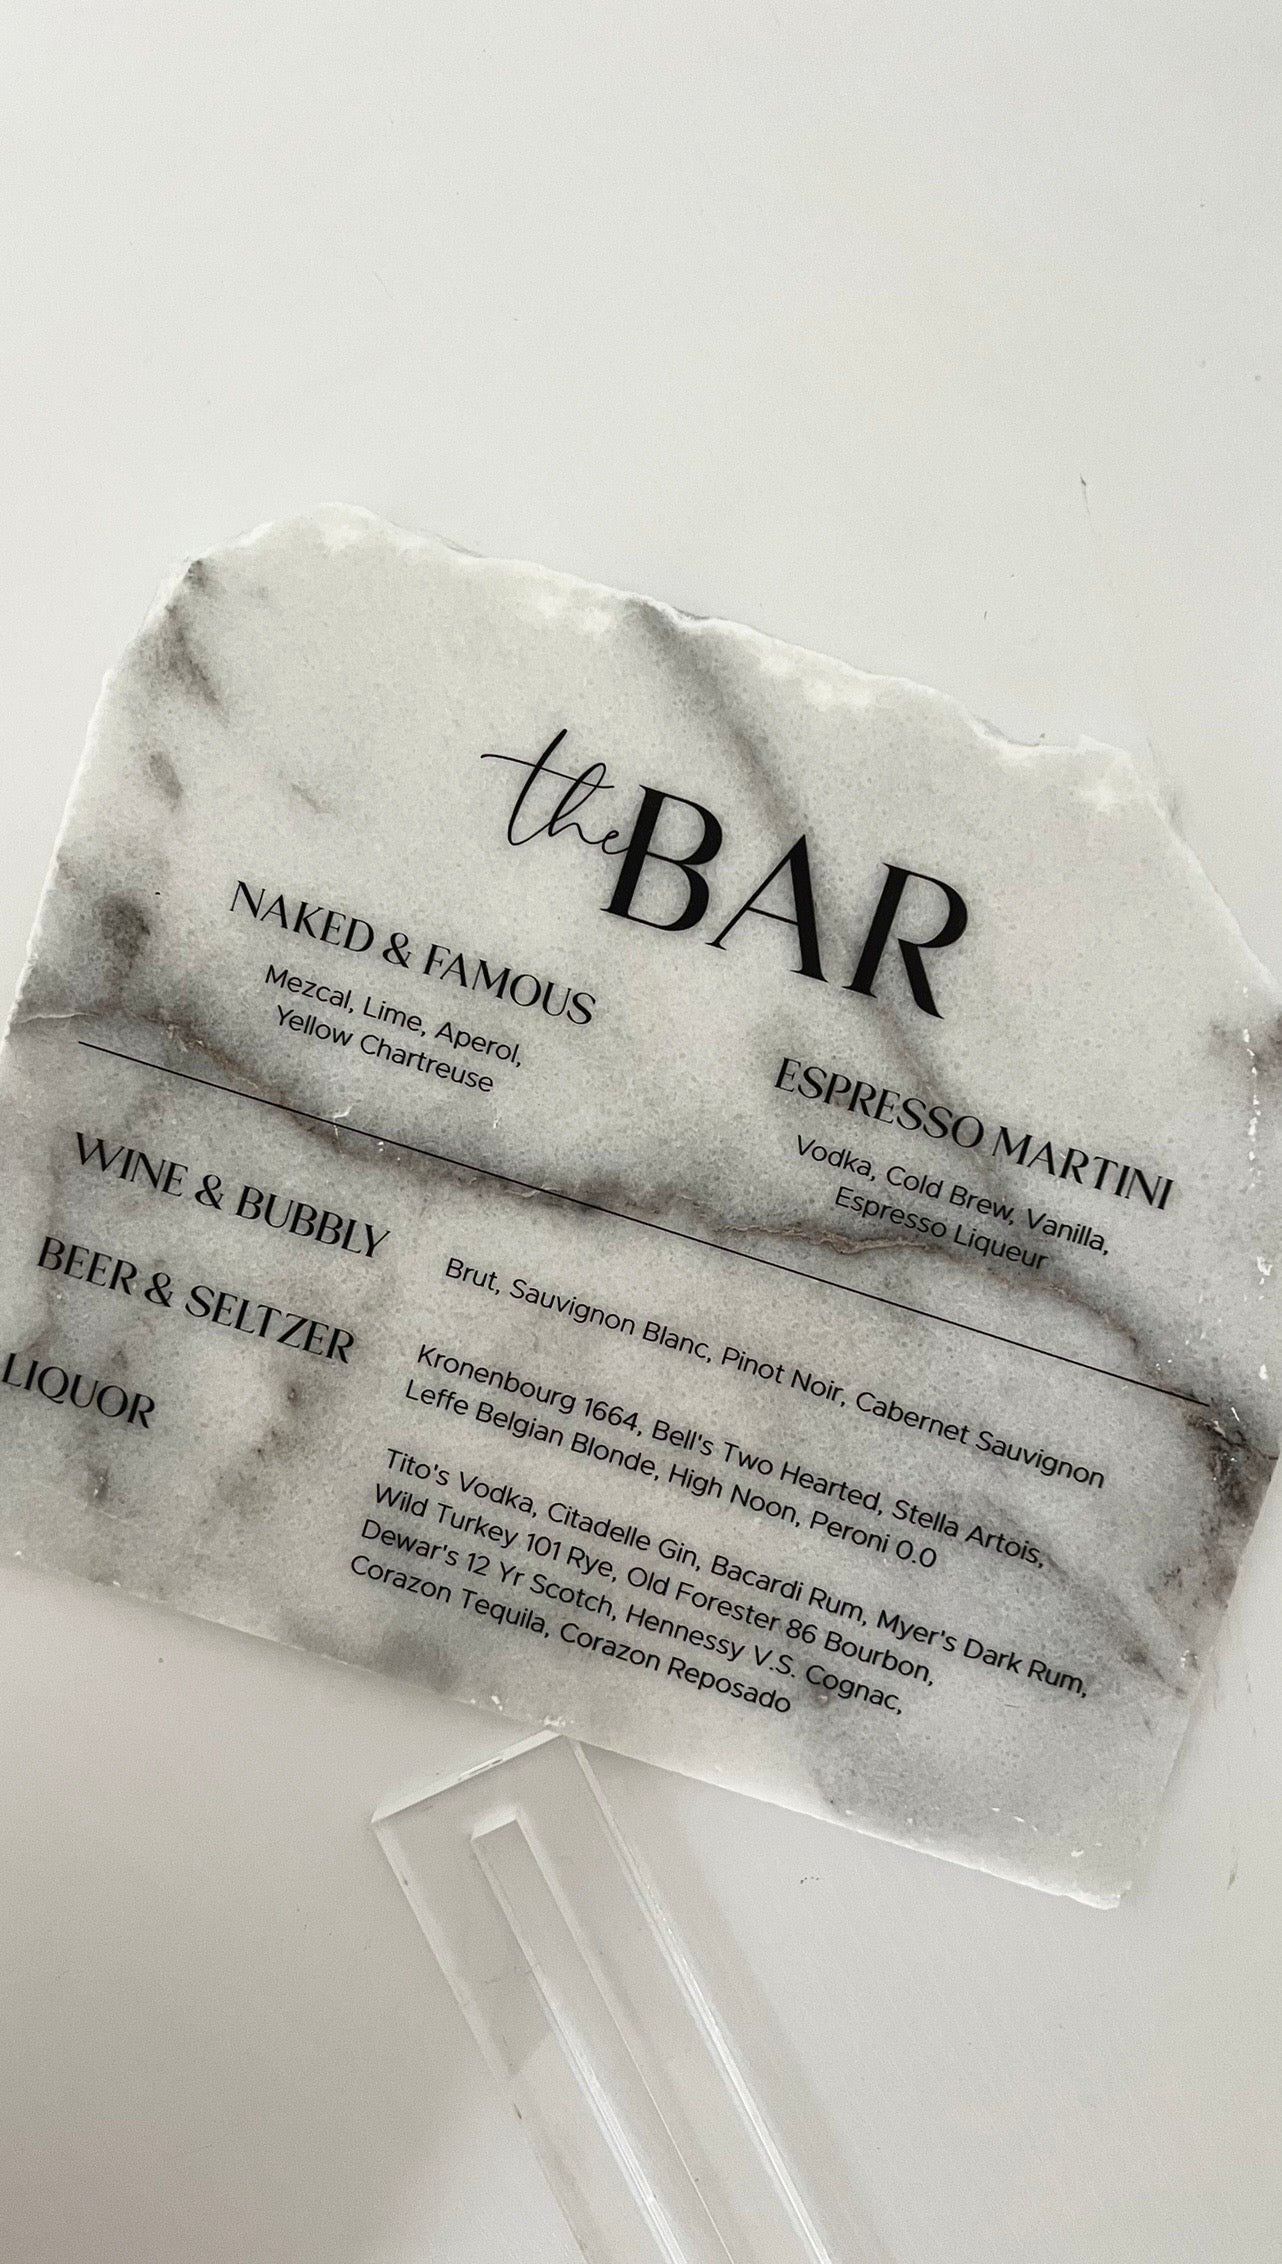 the BAR
NAKED & FAMOUS
Mezcal, Lime, Aperol,
Yellow Chartreuse
ESPRESSO MARTINI
Vodka, Cold Brew, Vanilla,
Espresso Liqueur
WINE & BUBBLY
Brut, Sauvignon Blanc, Pinot Noir, Cabernet Sauvignon
BEER & SELTZER
Kronenbourg 1664, Bell's Two Hearted, Stella Artois,
Leffe Belgian Blonde, High Noon, Peroni 0.0
LIQUOR
Tito's Vodka, Citadelle Gin, Bacardi Rum, Myer's Dark Rum,
Wild Turkey 101 Rye, Old Forester 86 Bourbon,
Dewar's 12 Yr Scotch, Hennessy V.S. Cognac,
Corazon Tequila, Corazon Reposado